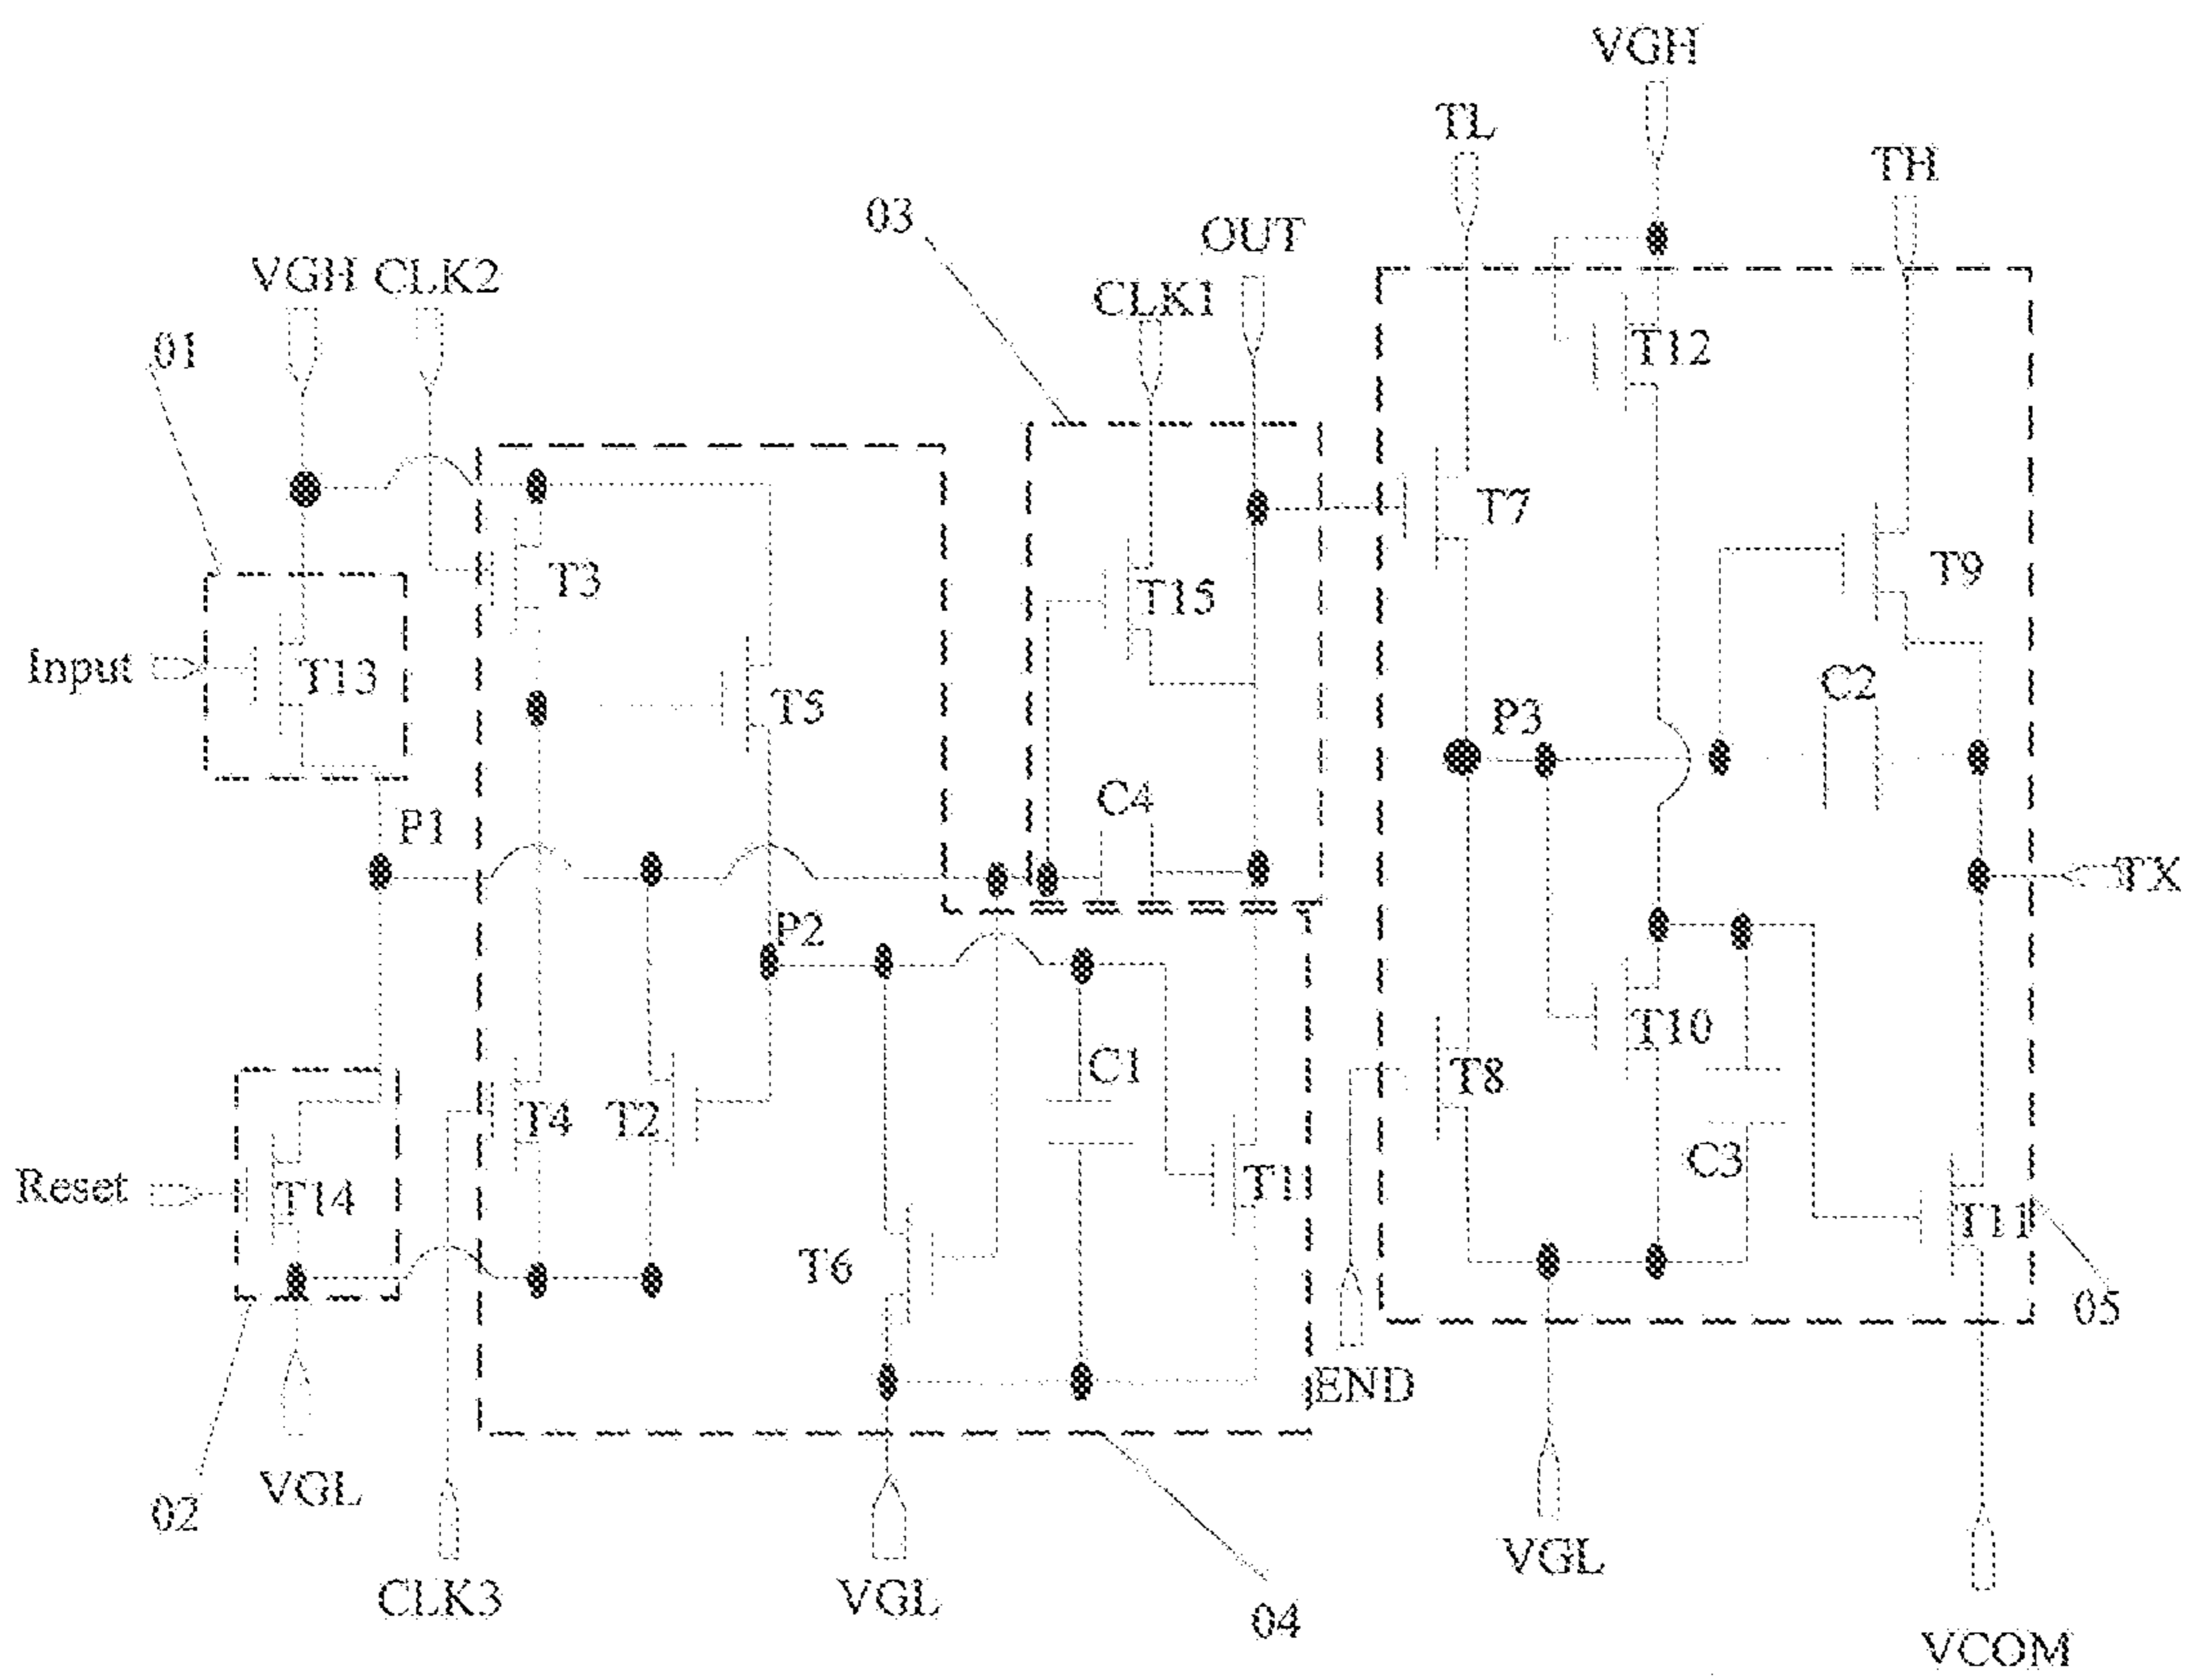 VGH
TL
TH
03
OUT
VGH CLK2
CLK1
01
T12
T7
T3
T9
T15
Input
T13
T5
C2
P3
C4
P1
TX
P2
T10
C1
T8
T4
T2
C3
T1
Reset
T14
T11
T6
05
END
VGL
02
VGL
CLK3
VGL
04
VCOM